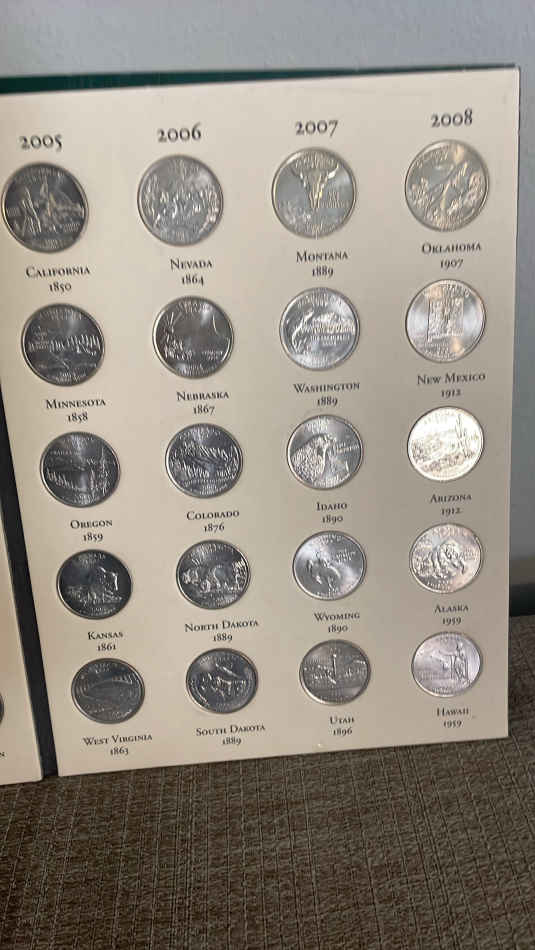 2005 2006 2007 2008
California Nevada Montana Oklahoma
1850 1864 1889 1907
Minnesota Nebraska Washington New Mexico
1858 1867 1889 1912
Oregon Colorado Idaho Arizona
1859 1876 1890 1912
Kansas North Dakota Wyoming Alaska
1861 1889 1890 1959
West Virginia South Dakota Utah Hawaii
1863 1889 1896 1959